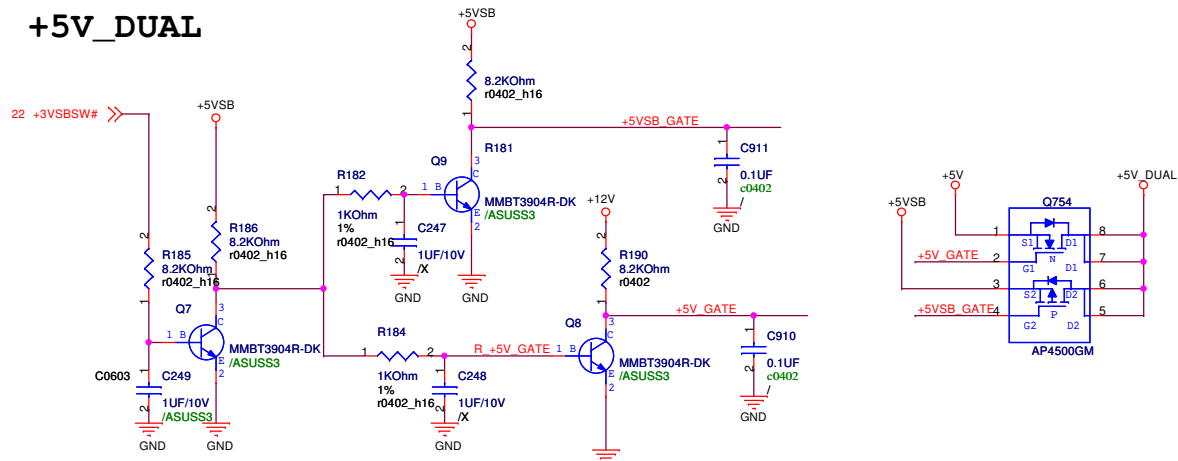 +5V_DUAL
+5VSB
2
8.2KOhm
r0402_h16
1
22 +3VSBSW#
+5VSB
+5VSB_GATE
R181
3
C
Q9
R182
1
2
1 B
MMBT3904R-DK
/ASUSS3
E
2
GND
1KOhm
1%
r0402_h16
1
C247
1UF/10V
/X
2
GND
1
C911
0.1UF
c0402
/
2
GND
2
R186
8.2KOhm
r0402_h16
1
2
R185
8.2KOhm
r0402_h16
1
Q7
3
C
1 B
MMBT3904R-DK
/ASUSS3
E
2
GND
C0603
1
C249
1UF/10V
/ASUSS3
2
GND
+12V
2
R190
8.2KOhm
r0402
1
+5V_GATE
R184
1
2
1KOhm
1%
r0402_h16
R_+5V_GATE
Q8
3
C
1 B
MMBT3904R-DK
/ASUSS3
E
2
1
C248
1UF/10V
/X
2
GND
1
C910
0.1UF
c0402
/
2
GND
+5V
+5V_DUAL
+5VSB
Q754
1
S1
D1
8
+5V_GATE
2
G1
N
D1
7
3
S2
D2
6
+5VSB_GATE
4
G2
P
D2
5
AP4500GM